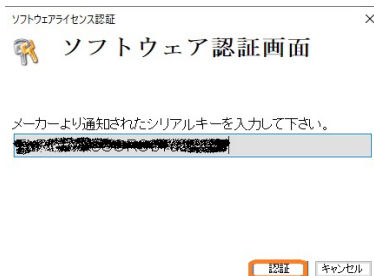 ソフトウェアライセンス認証
ソフトウェア認証画面
メーカーより通知されたシリアルキーを入力して下さい。
認証 キャンセル